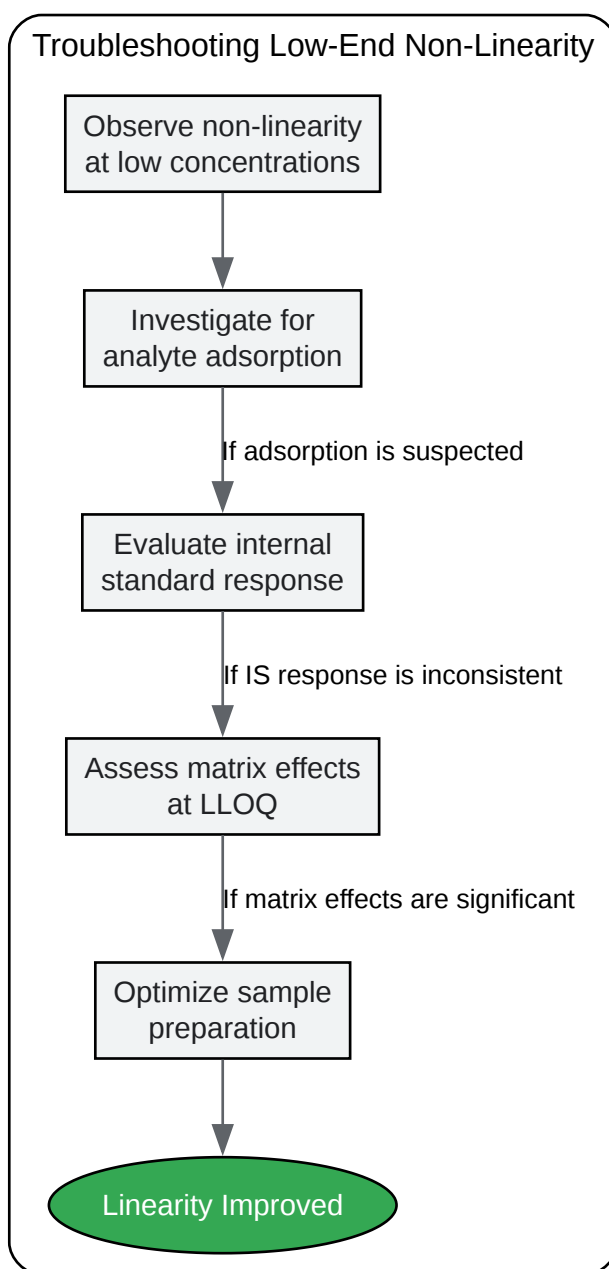 Troubleshooting Low-End Non-Linearity
Observe non-linearity
at low concentrations
Investigate for
analyte adsorption
If adsorption is suspected
Evaluate internal
standard response
If IS response is inconsistent
Assess matrix effects
at LLOQ
If matrix effects are significant
Optimize sample
preparation
Linearity Improved